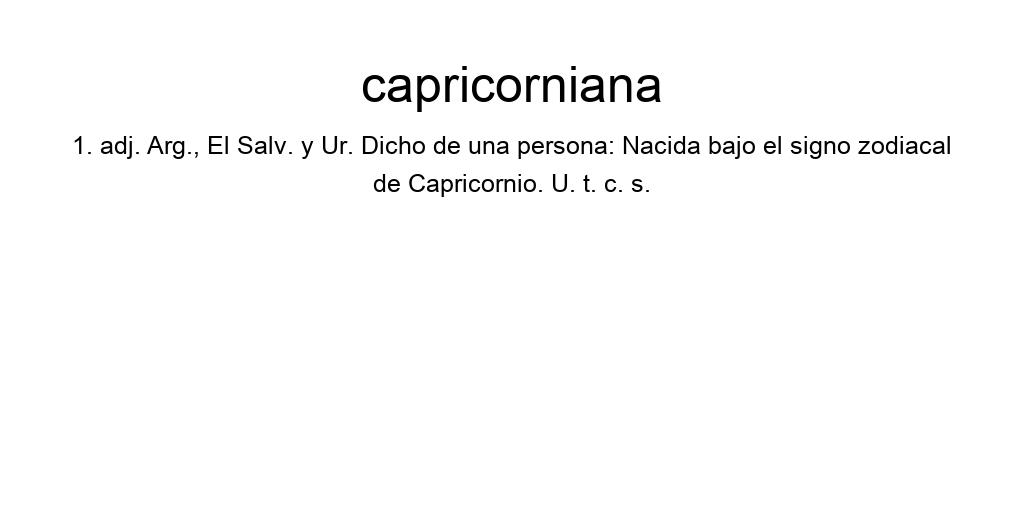 capricorniana
1. adj. Arg., El Salv. y Ur. Dicho de una persona: Nacida bajo el signo zodiacal
de Capricornio. U. t. c. s.